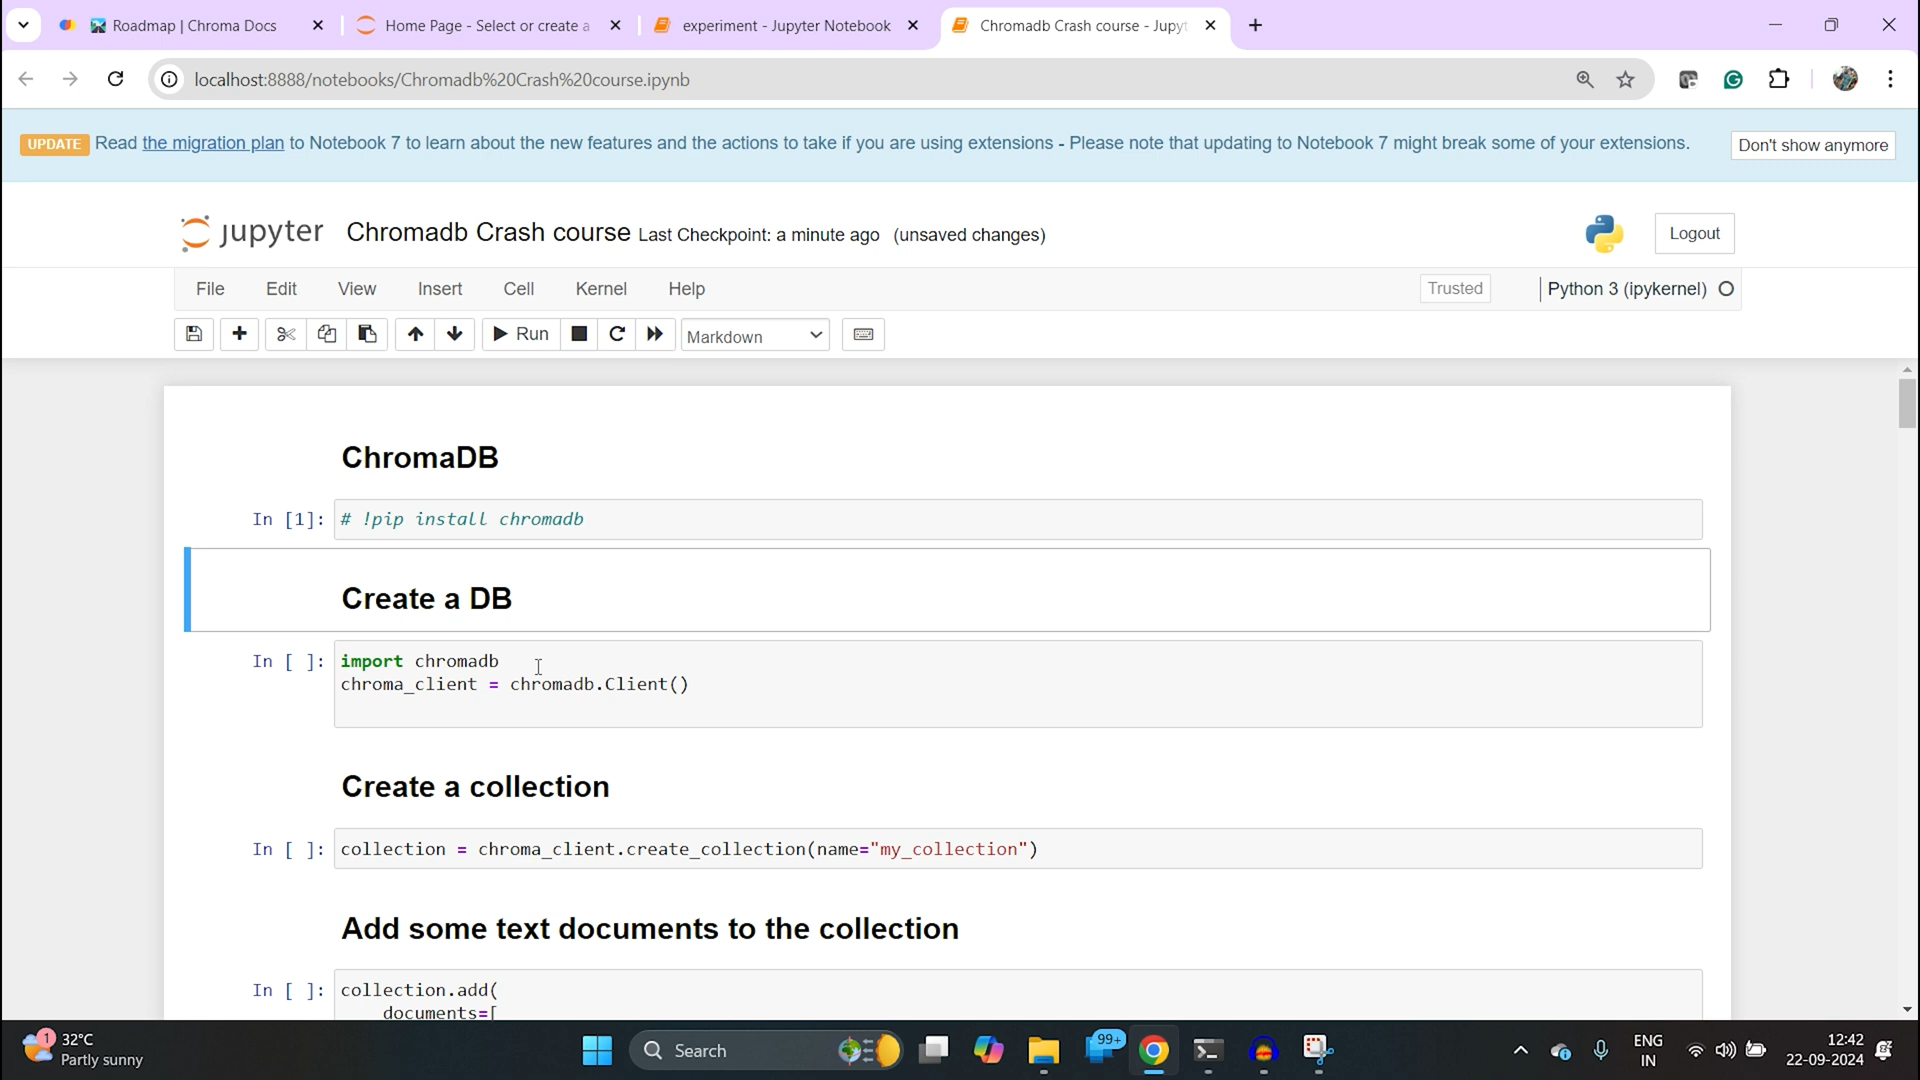 Roadmap | Chroma Docs
Home Page - Select or create a
experiment - Jupyter Notebook
Chromadb Crash course - Jupyt
localhost:8888/notebooks/Chromadb%20Crash%20course.ipynb
UPDATE Read the migration plan to Notebook 7 to learn about the new features and the actions to take if you are using extensions - Please note that updating to Notebook 7 might break some of your extensions.
Don't show anymore
jupyter Chromadb Crash course Last Checkpoint: a minute ago (unsaved changes)
Logout
File Edit View Insert Cell Kernel Help
Trusted
Python 3 (ipykernel)
Run
Markdown
ChromaDB
In [1]: # !pip install chromadb
Create a DB
In [ ]: import chromadb
chroma_client = chromadb.Client()
Create a collection
In [ ]: collection = chroma_client.create_collection(name="my_collection")
Add some text documents to the collection
In [ ]: collection.add(
documents=[
1
32°C
Partly sunny
Search
99+
ENG
IN
12:42
22-09-2024